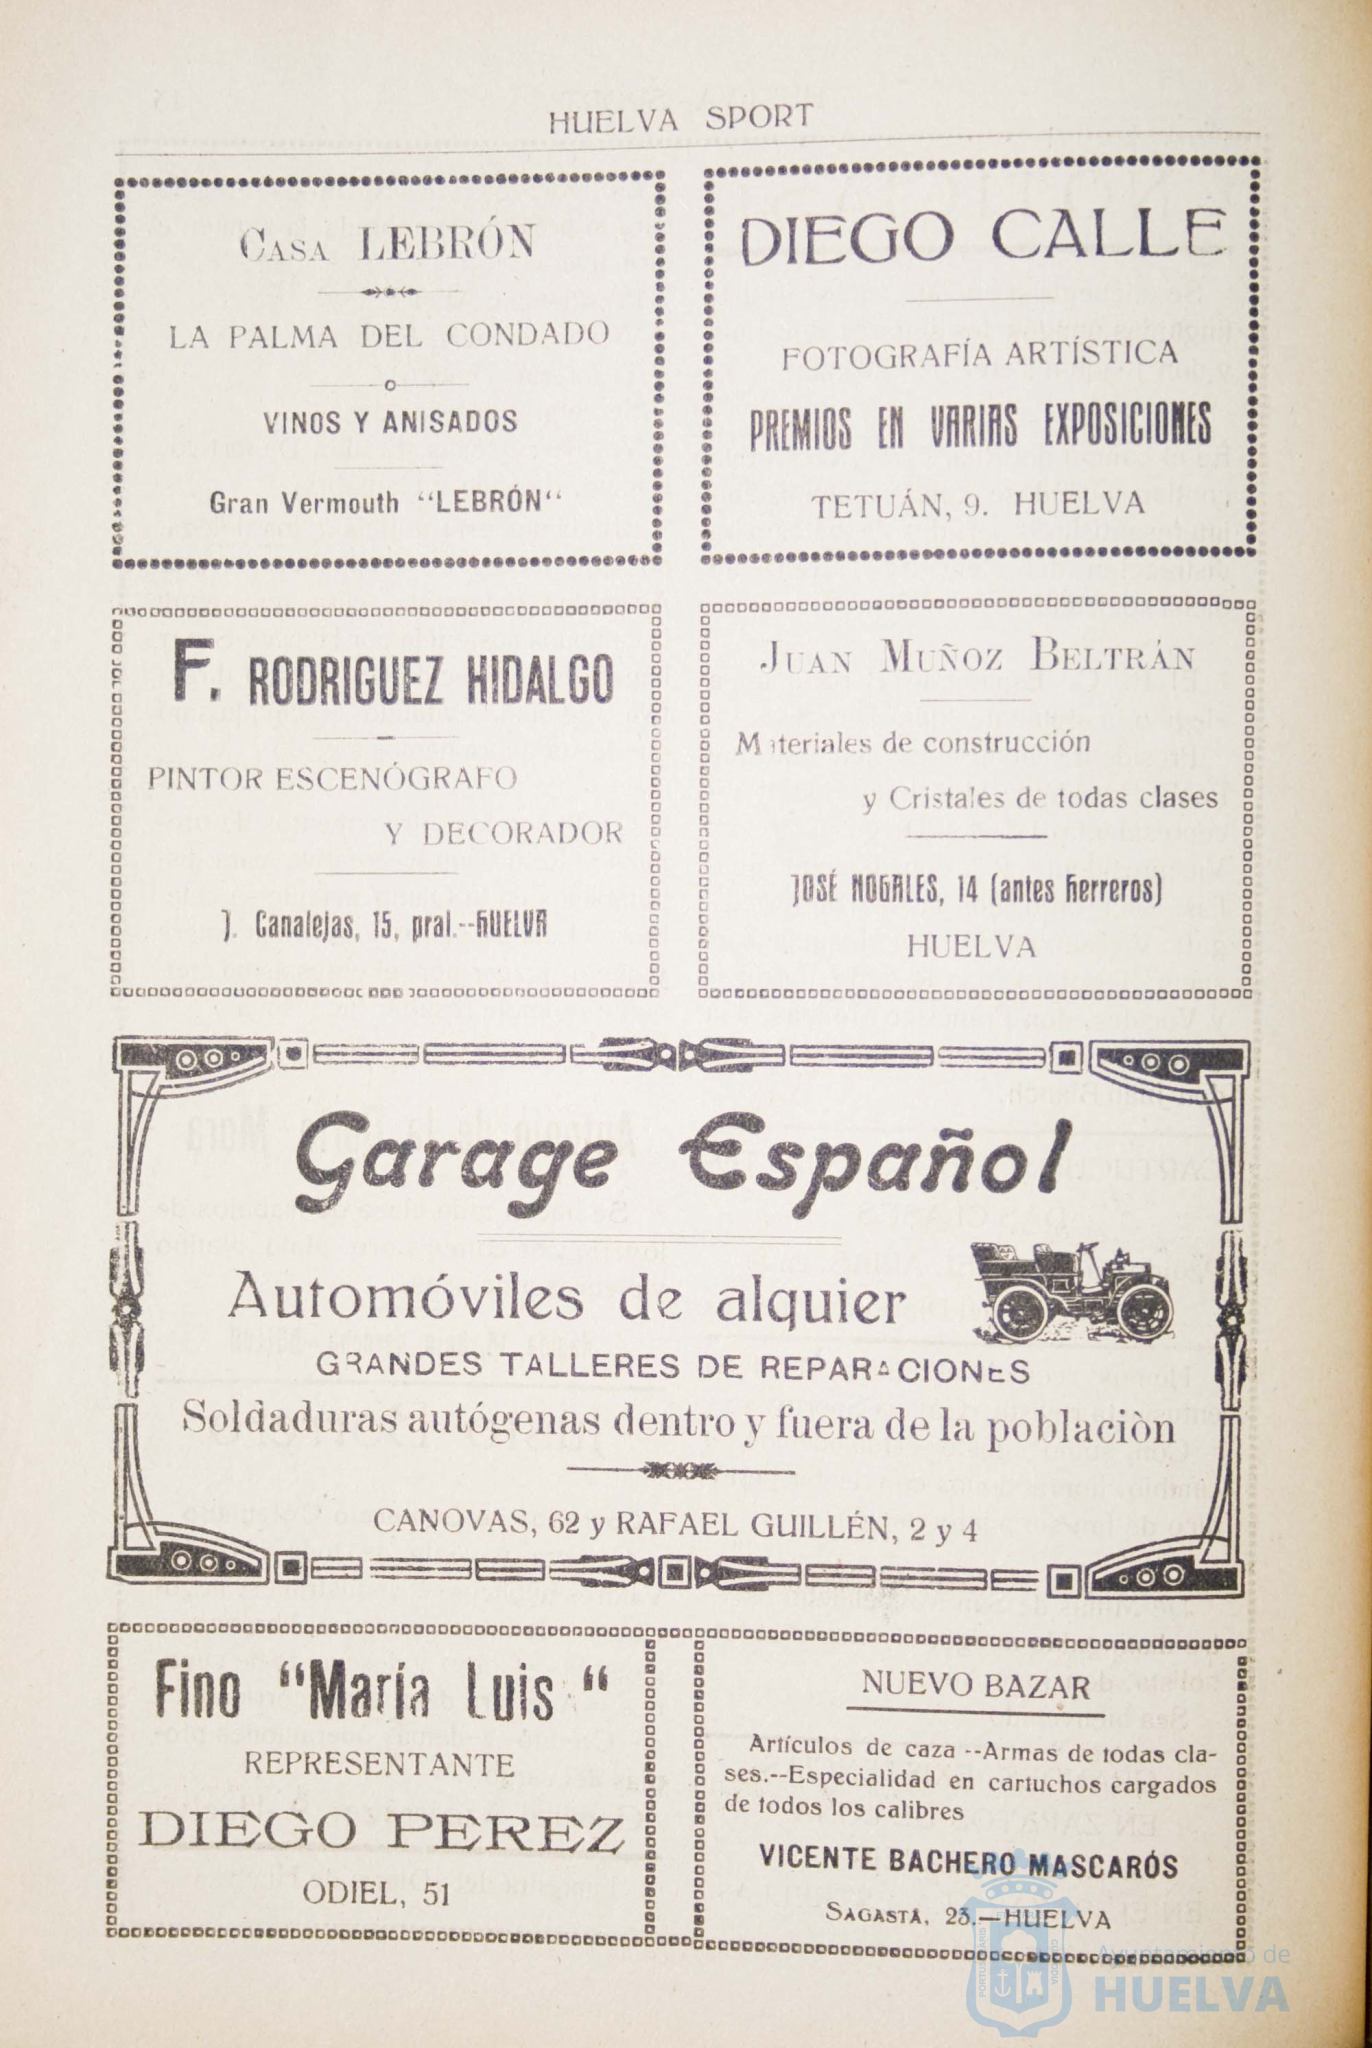 HUELVA SPORT
CASA LEBRÓN
LA PALMA DEL CONDADO
VINOS Y ANISADOS
Gran Vermouth “LEBRÓN“
DIEGO CALLE
FOTOGRAFÍA ARTÍSTICA
PREMIOS EN VARIAS EXPOSICIONES
TETUÁN, 9. HUELVA
F. RODRIGUEZ HIDALGO
PINTOR ESCENÓGRAFO
Y DECORADOR
J. Canalejas, 15, pral.--HUELVA
JUAN MUÑOZ BELTRÁN
Materiales de construcción
y Cristales de todas clases
JOSÉ NOGALES, 14 (antes Herreros)
HUELVA
Garage Español
Automóviles de alquier
GRANDES TALLERES DE REPARACIONES
Soldaduras autógenas dentro y fuera de la poblaciòn
CANOVAS, 62 y RAFAEL GUILLÉN, 2 y 4
Fino “María Luis “
REPRESENTANTE
DIEGO PEREZ
ODIEL, 51
NUEVO BAZAR
Artículos de caza --Armas de todas cla-
ses.--Especialidad en cartuchos cargados
de todos los calibres
VICENTE BACHERO MASCARÓS
SAGASTA, 23.—HUELVA
Ayuntamiento de
HUELVA